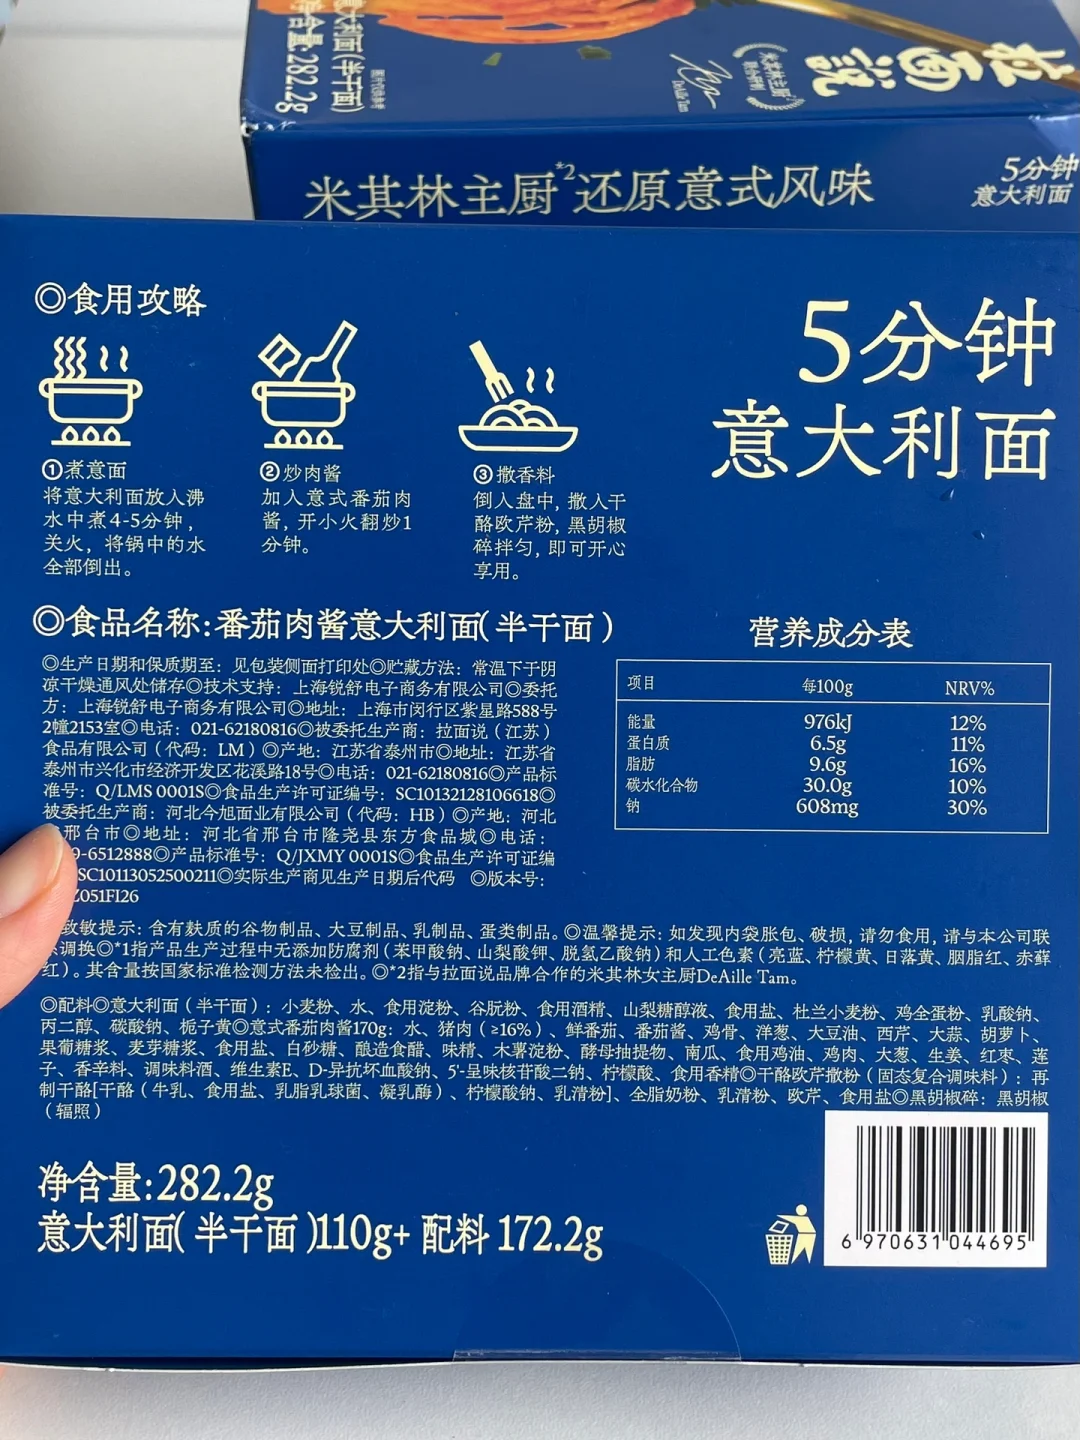 意大利面(半干面)
净含量:282.2g
图片仅供参考
拉面说
米其林主厨*2
DeAille Tam
米其林主厨*2还原意式风味
5分钟
意大利面
◎食用攻略
5分钟
意大利面
①煮意面
将意大利面放入沸
水中煮4-5分钟，
关火，将锅中的水
全部倒出。
②炒肉酱
加入意式番茄肉
酱，开小火翻炒1
分钟。
③撒香料
倒入盘中，撒入干
酪欧芹粉，黑胡椒
碎拌匀，即可开心
享用。
◎食品名称：番茄肉酱意大利面(半干面)
◎生产日期和保质期至：见包装侧面打印处◎贮藏方法：常温下于阴
凉干燥通风处储存◎技术支持：上海锐舒电子商务有限公司◎委托
方：上海锐舒电子商务有限公司◎地址：上海市闵行区紫星路588号
2幢2153室◎电话：021-62180816◎被委托生产商：拉面说（江苏）
食品有限公司（代码：LM）◎产地：江苏省泰州市◎地址：江苏省
泰州市兴化市经济开发区花溪路18号◎电话：021-62180816◎产品标
准号：Q/LMS 0001S◎食品生产许可证编号：SC10132128106618◎
被委托生产商：河北今旭面业有限公司（代码：HB）◎产地：河北
邢台市◎地址：河北省邢台市隆尧县东方食品城◎电话：
9-6512888◎产品标准号：Q/JXMY 0001S◎食品生产许可证编
SC10113052500211◎实际生产商见生产日期后代码 ◎版本号：
Z051FI26
营养成分表
项目 每100g NRV%
能量 976kJ 12%
蛋白质 6.5g 11%
脂肪 9.6g 16%
碳水化合物 30.0g 10%
钠 608mg 30%
致敏提示：含有麸质的谷物制品、大豆制品、乳制品、蛋类制品。◎温馨提示：如发现内袋胀包、破损，请勿食用，请与本公司联
系调换◎*1指产品生产过程中无添加防腐剂（苯甲酸钠、山梨酸钾、脱氢乙酸钠）和人工色素（亮蓝、柠檬黄、日落黄、胭脂红、赤藓
红）。其含量按国家标准检测方法未检出。◎*2指与拉面说品牌合作的米其林女主厨DeAille Tam。
◎配料◎意大利面（半干面）：小麦粉、水、食用淀粉、谷朊粉、食用酒精、山梨糖醇液、食用盐、杜兰小麦粉、鸡全蛋粉、乳酸钠、
丙二醇、碳酸钠、栀子黄◎意式番茄肉酱170g：水、猪肉（≥16%）、鲜番茄、番茄酱、鸡骨、洋葱、大豆油、西芹、大蒜、胡萝卜、
果葡糖浆、麦芽糖浆、食用盐、白砂糖、酿造食醋、味精、木薯淀粉、酵母抽提物、南瓜、食用鸡油、鸡肉、大葱、生姜、红枣、莲
子、香辛料、调味料酒、维生素E、D-异抗坏血酸钠、5'-呈味核苷酸二钠、柠檬酸、食用香精◎干酪欧芹撒粉（固态复合调味料）：再
制干酪[干酪（牛乳、食用盐、乳脂乳球菌、凝乳酶）、柠檬酸钠、乳清粉]、全脂奶粉、乳清粉、欧芹、食用盐◎黑胡椒碎：黑胡椒
（辐照）
净含量:282.2g
意大利面(半干面)110g+ 配料 172.2g
6 970631 044695